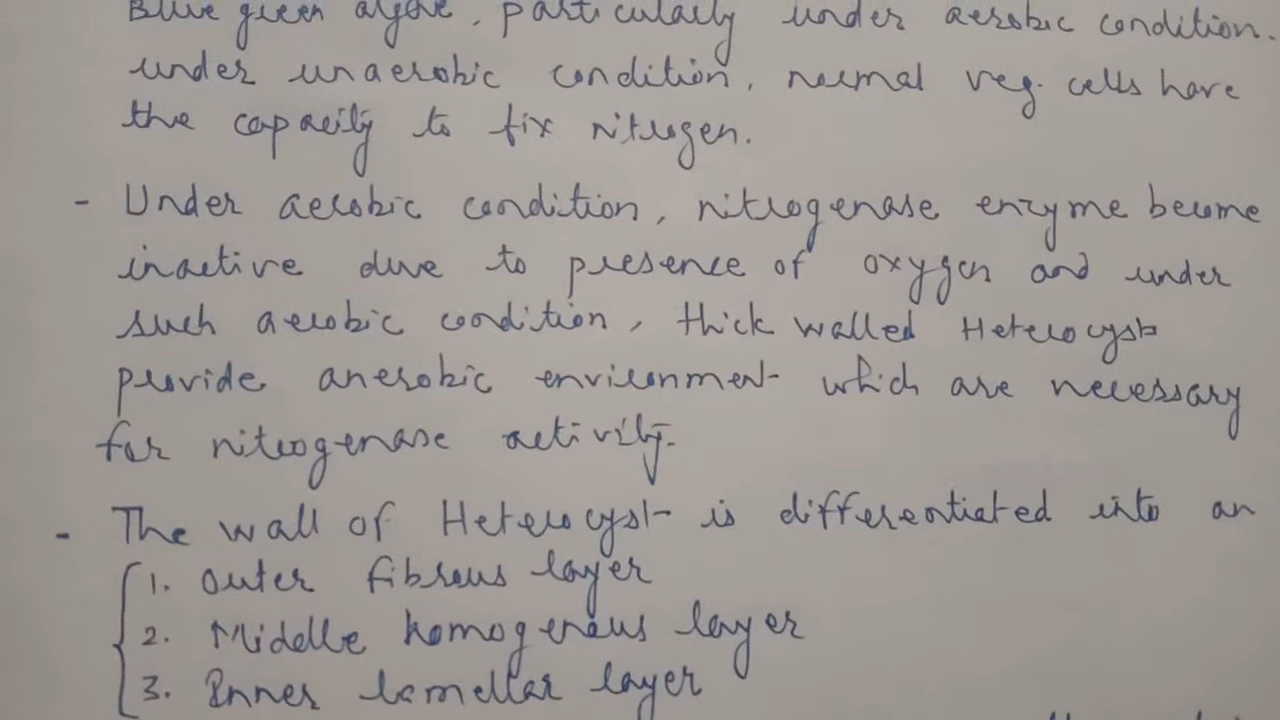 Blue green algae, particularly under aerobic condition.
under unaerobic condition, normal veg. cells have
the capacity to fix nitrogen.
- Under aerobic condition, nitrogenase enzyme become
inactive due to presence of oxygen and under
such aerobic condition, thick walled Heterocyst
provide anerobic environment which are necessary
for nitrogenase activity.
- The wall of Heterocyst is differentiated into an
1. Outer fibrous layer
2. Middle homogenous layer
3. Inner lamellar layer